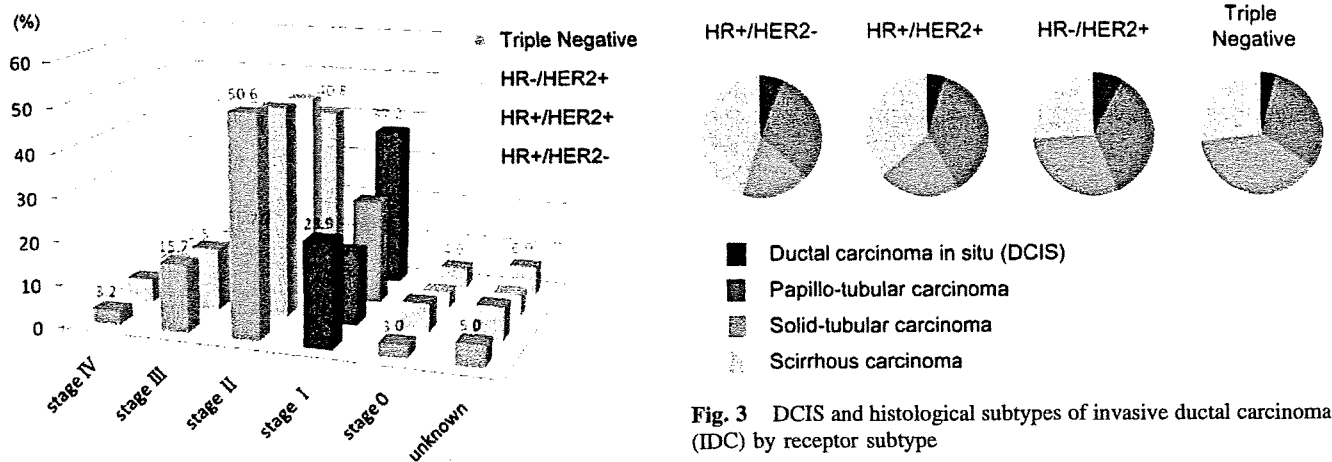 (%)
60
50
40
30
20
10
0
Triple Negative
HR-/HER2+
HR+/HER2+
HR+/HER2-
50.6
15.7
3.2
3.0
5.0
stage IV
stage III
stage II
stage I
stage 0
unknown
HR+/HER2-
HR+/HER2+
HR-/HER2+
Triple
Negative
Ductal carcinoma in situ (DCIS)
Papillo-tubular carcinoma
Solid-tubular carcinoma
Scirrhous carcinoma
Fig. 3 DCIS and histological subtypes of invasive ductal carcinoma
(IDC) by receptor subtype